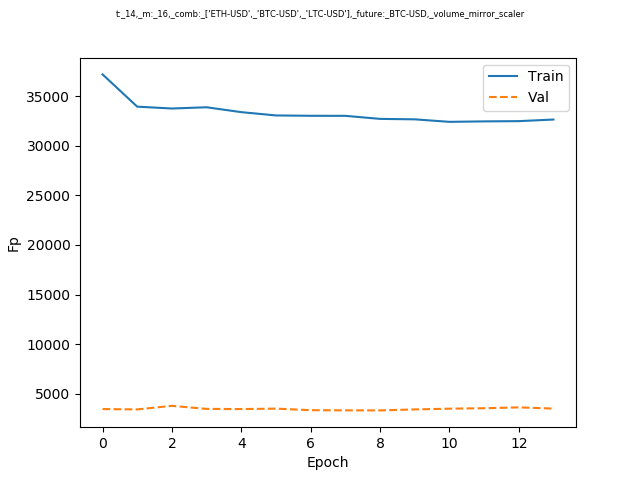 t:_14,_m:_16,_comb:_['ETH-USD',_'BTC-USD',_'LTC-USD'],_future:_BTC-USD,_volume_mirror_scaler
Train
Val
35000
30000
25000
20000
15000
10000
5000
Fp
0 2 4 6 8 10 12
Epoch